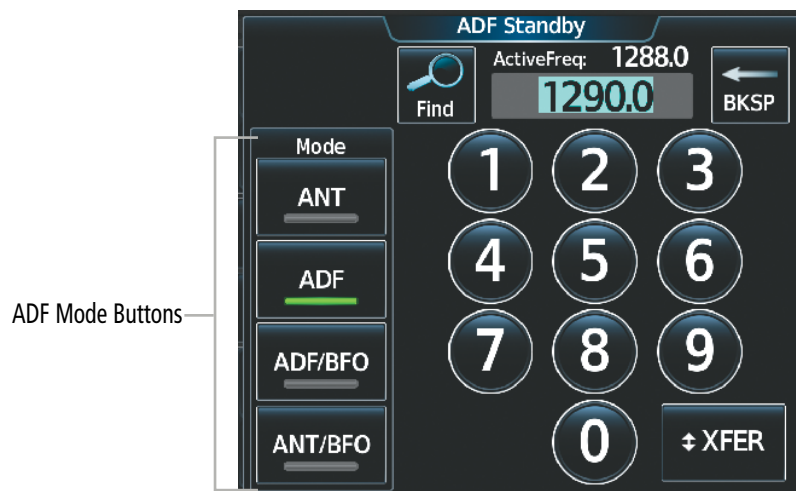 ADF Standby
Find
ActiveFreq: 1288.0
1290.0
BKSP
Mode
ANT
ADF
ADF/BFO
ANT/BFO
1 2 3
4 5 6
7 8 9
0
XFER
ADF Mode Buttons